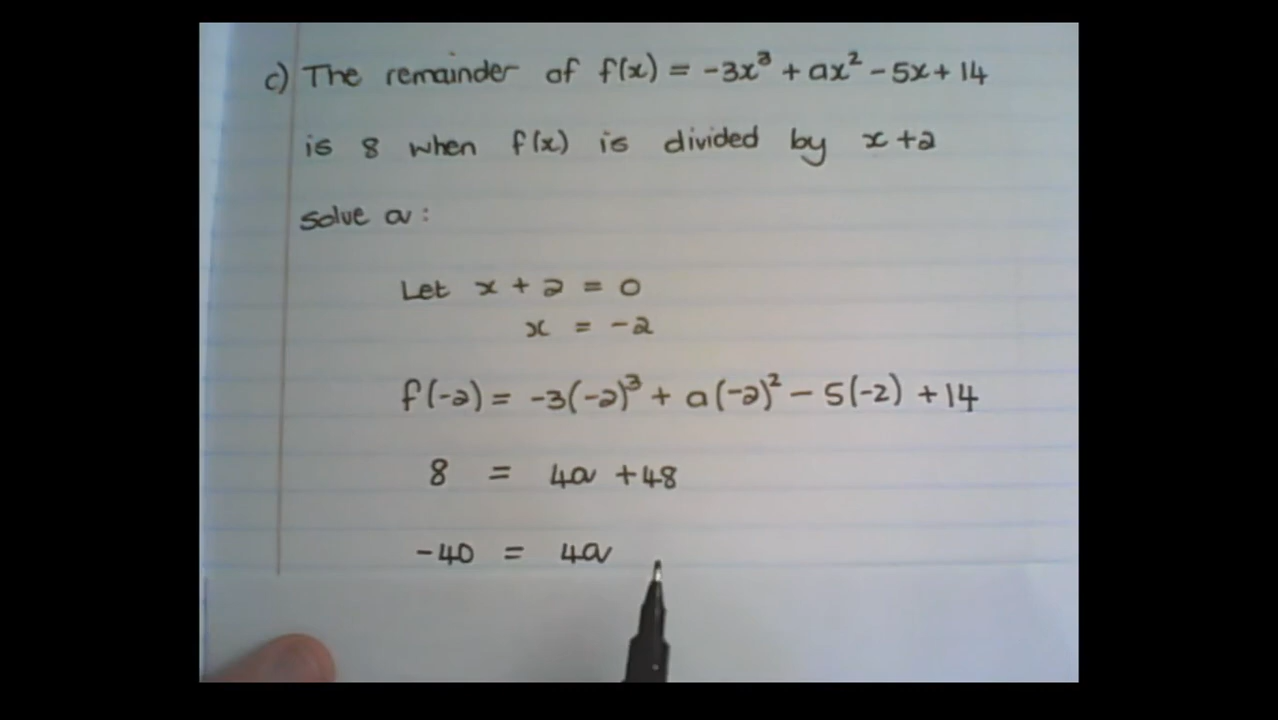 c) The remainder of f(x) = -3x³ + ax² - 5x + 14
is 8 when f(x) is divided by x + 2
solve a:
Let x + 2 = 0
x = -2
f(-2) = -3(-2)³ + a(-2)² - 5(-2) + 14
8 = 4a + 48
-40 = 4a